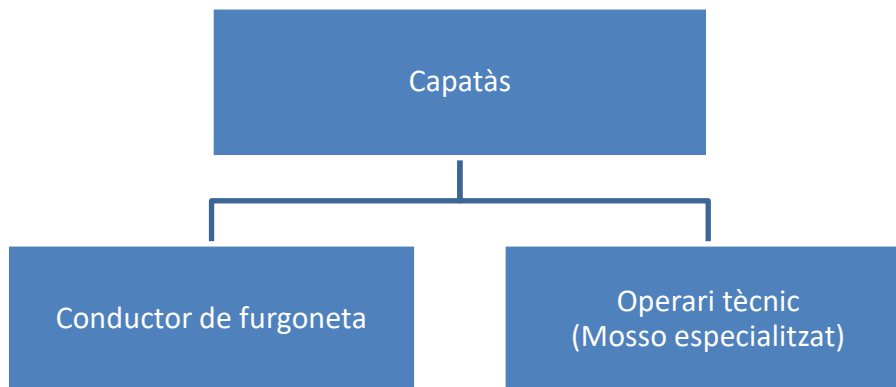 Capatàs
Conductor de furgoneta
Operari tècnic
(Mosso especialitzat)